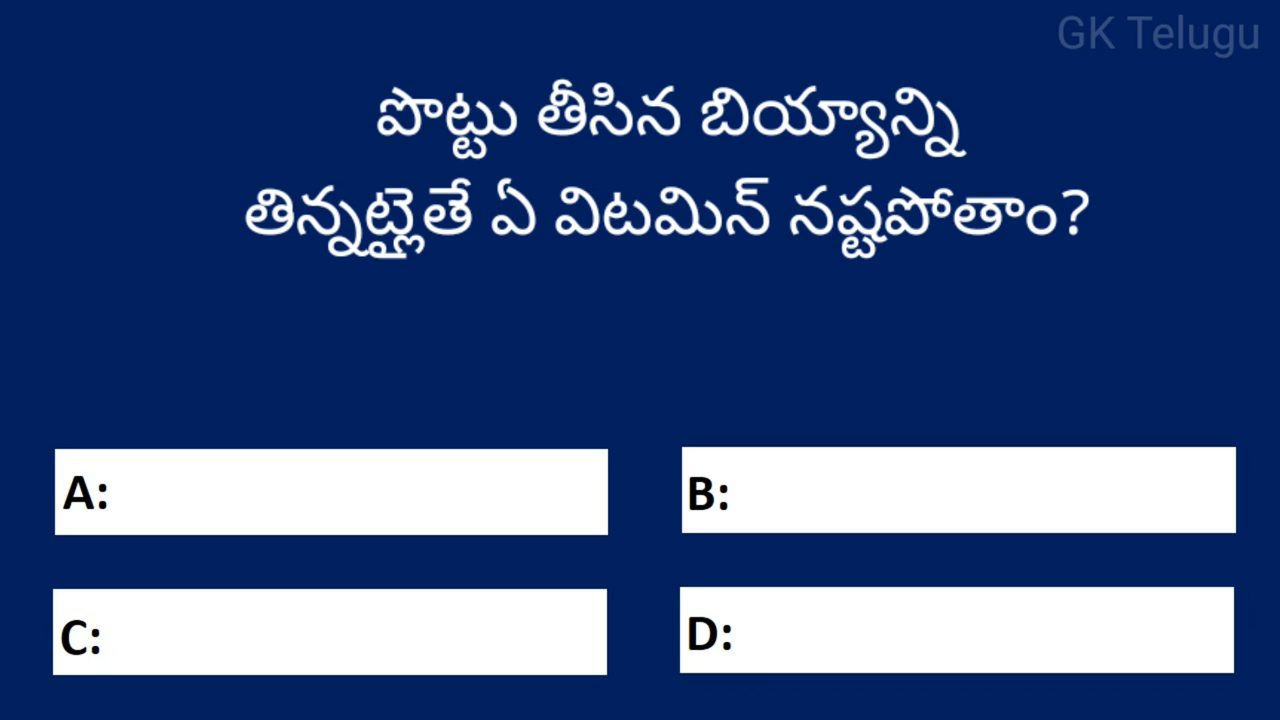 GK Telugu
పొట్టు తీసిన బియ్యాన్ని
తిన్నట్లైతే ఏ విటమిన్ నష్టపోతాం?
A:
B:
C:
D: